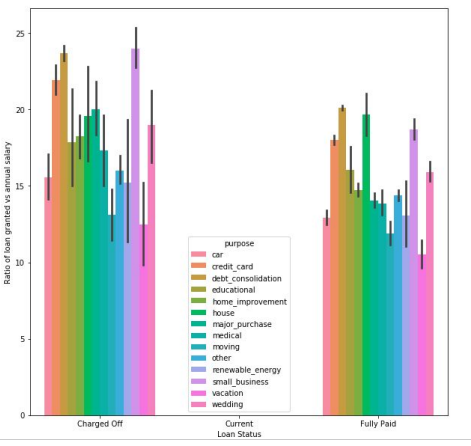 25
20
15
10
5
0
Ratio of loan granted vs annual salary
purpose
car
credit_card
debt_consolidation
educational
home_improvement
house
major_purchase
medical
moving
other
renewable_energy
small_business
vacation
wedding
Charged Off
Current
Fully Paid
Loan Status